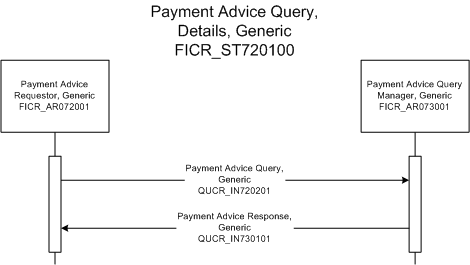 Payment Advice Query,
Details, Generic
FICR_ST720100
Payment Advice
Requestor, Generic
FICR_AR072001
Payment Advice Query
Manager, Generic
FICR_AR073001
Payment Advice Query,
Generic
QUCR_IN720201
Payment Advice Response,
Generic
QUCR_IN730101